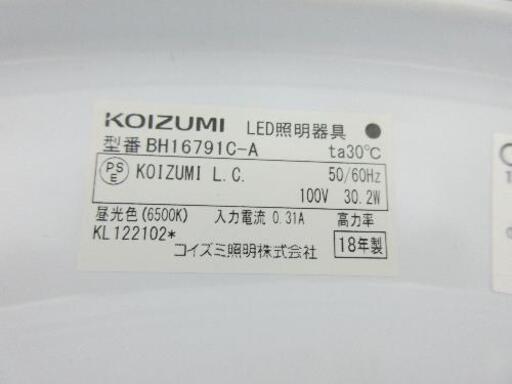 KOIZUMI LED照明器具
型番 BH16791C-A ta30℃
PS E KOIZUMI L.C. 50/60Hz
100V 30.2W
昼光色(6500K) 入力電流 0.31A 高力率
KL122102* 18年製
コイズミ照明株式会社